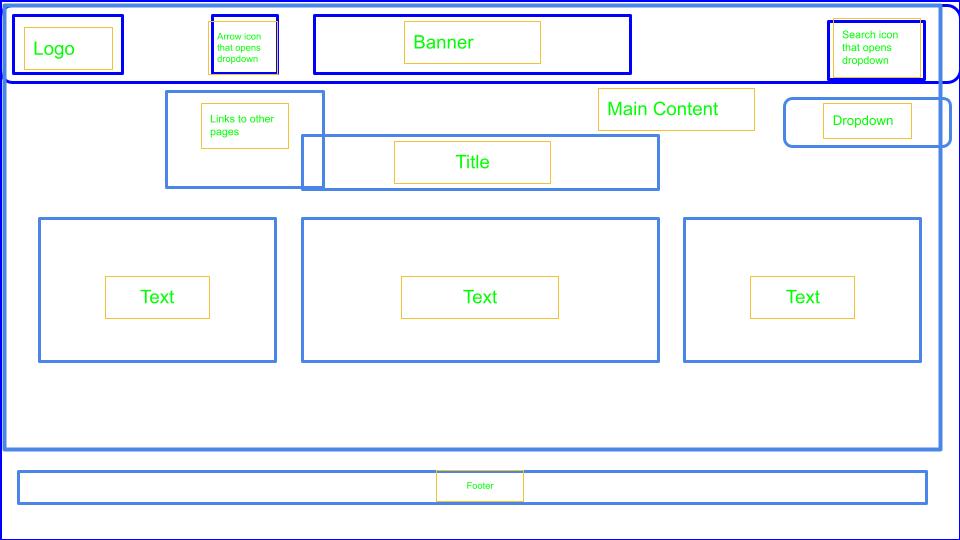 Logo
Arrow icon
that opens
dropdown
Banner
Search icon
that opens
dropdown
Links to other
pages
Main Content
Dropdown
Title
Text
Text
Text
Footer